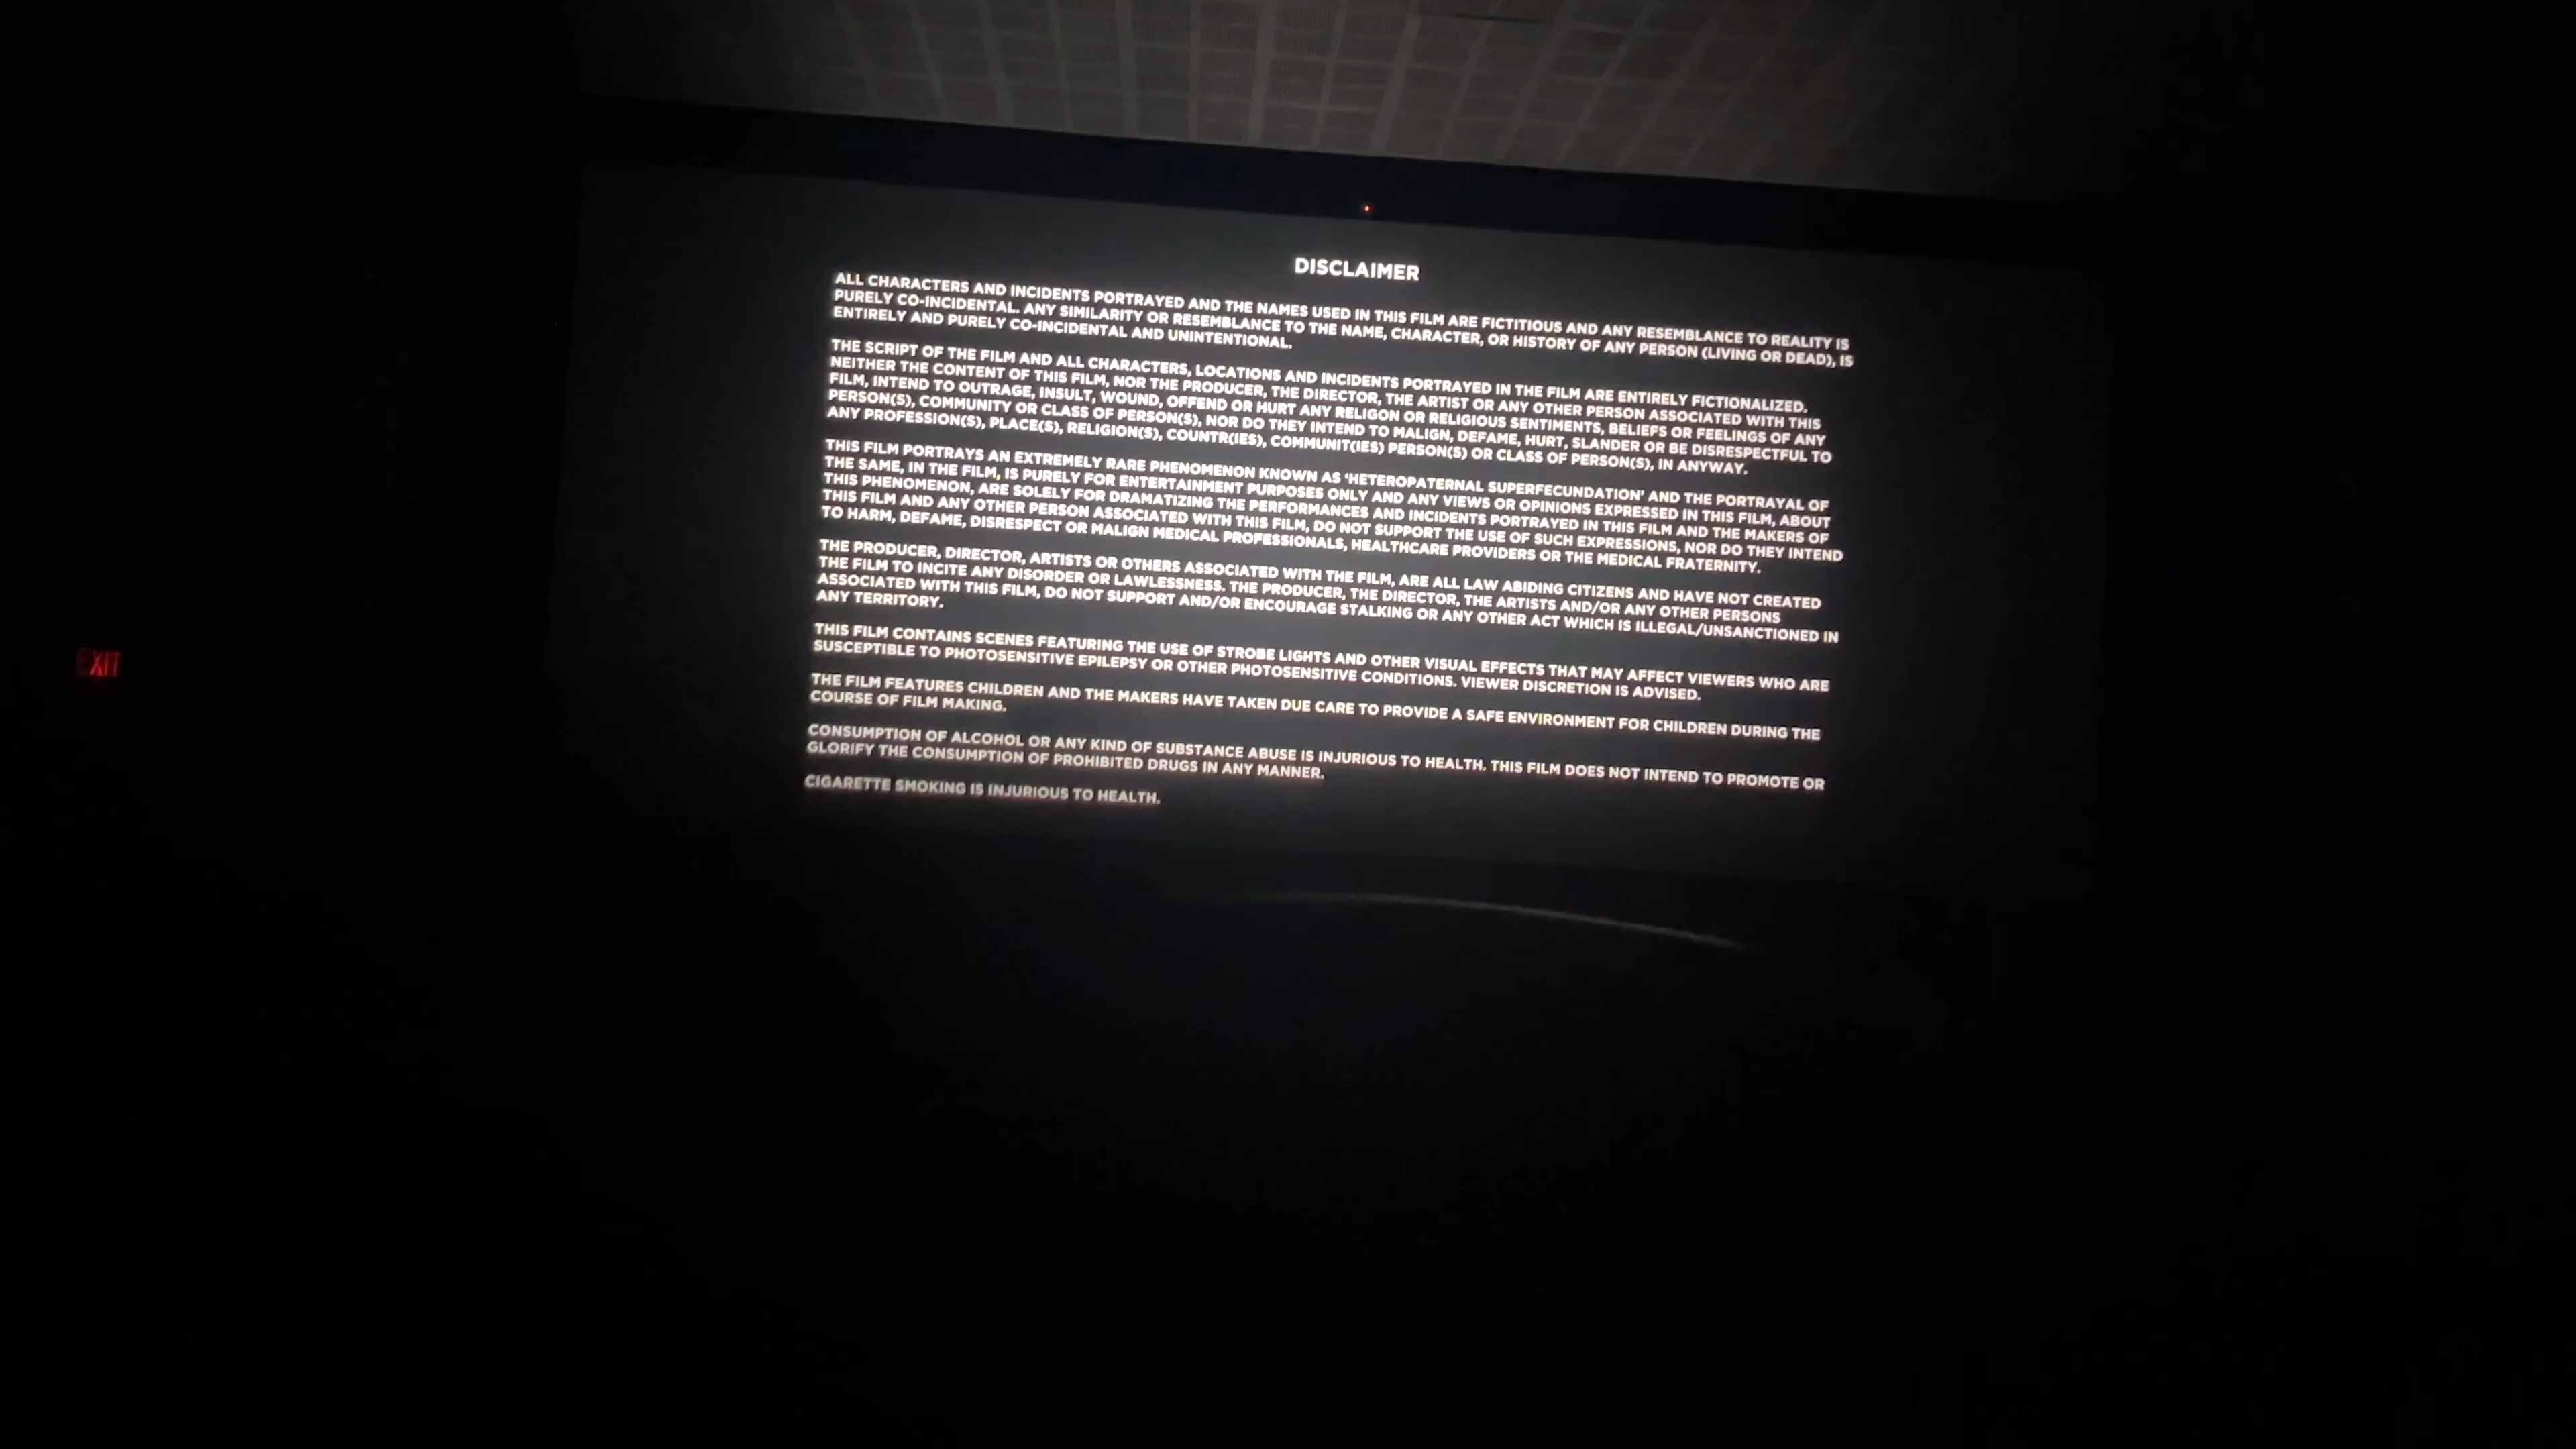 DISCLAIMER
ALL CHARACTERS AND INCIDENTS PORTRAYED AND THE NAMES USED IN THIS FILM ARE FICTITIOUS AND ANY RESEMBLANCE TO REALITY IS
PURELY CO-INCIDENTAL. ANY SIMILARITY OR RESEMBLANCE TO THE NAME, CHARACTER, OR HISTORY OF ANY PERSON (LIVING OR DEAD), IS
ENTIRELY AND PURELY CO-INCIDENTAL AND UNINTENTIONAL.
THE SCRIPT OF THE FILM AND ALL CHARACTERS, LOCATIONS AND INCIDENTS PORTRAYED IN THE FILM ARE ENTIRELY FICTIONALIZED.
NEITHER THE CONTENT OF THIS FILM, NOR THE PRODUCER, THE DIRECTOR, THE ARTIST OR ANY OTHER PERSON ASSOCIATED WITH THIS
FILM, INTEND TO OUTRAGE, INSULT, WOUND, OFFEND OR HURT ANY RELIGON OR RELIGIOUS SENTIMENTS, BELIEFS OR FEELINGS OF ANY
PERSON(S), COMMUNITY OR CLASS OF PERSON(S), NOR DO THEY INTEND TO MALIGN, DEFAME, HURT, SLANDER OR BE DISRESPECTFUL TO
ANY PROFESSION(S), PLACE(S), RELIGION(S), COUNTR(IES), COMMUNIT(IES) PERSON(S) OR CLASS OF PERSON(S), IN ANYWAY.
THIS FILM PORTRAYS AN EXTREMELY RARE PHENOMENON KNOWN AS 'HETEROPATERNAL SUPERFECUNDATION' AND THE PORTRAYAL OF
THE SAME, IN THE FILM, IS PURELY FOR ENTERTAINMENT PURPOSES ONLY AND ANY VIEWS OR OPINIONS EXPRESSED IN THIS FILM, ABOUT
THIS PHENOMENON, ARE SOLELY FOR DRAMATIZING THE PERFORMANCES AND INCIDENTS PORTRAYED IN THIS FILM AND THE MAKERS OF
THIS FILM AND ANY OTHER PERSON ASSOCIATED WITH THIS FILM, DO NOT SUPPORT THE USE OF SUCH EXPRESSIONS, NOR DO THEY INTEND
TO HARM, DEFAME, DISRESPECT OR MALIGN MEDICAL PROFESSIONALS, HEALTHCARE PROVIDERS OR THE MEDICAL FRATERNITY.
THE PRODUCER, DIRECTOR, ARTISTS OR OTHERS ASSOCIATED WITH THE FILM, ARE ALL LAW ABIDING CITIZENS AND HAVE NOT CREATED
THE FILM TO INCITE ANY DISORDER OR LAWLESSNESS. THE PRODUCER, THE DIRECTOR, THE ARTISTS AND/OR ANY OTHER PERSONS
ASSOCIATED WITH THIS FILM, DO NOT SUPPORT AND/OR ENCOURAGE STALKING OR ANY OTHER ACT WHICH IS ILLEGAL/UNSANCTIONED IN
ANY TERRITORY.
THIS FILM CONTAINS SCENES FEATURING THE USE OF STROBE LIGHTS AND OTHER VISUAL EFFECTS THAT MAY AFFECT VIEWERS WHO ARE
SUSCEPTIBLE TO PHOTOSENSITIVE EPILEPSY OR OTHER PHOTOSENSITIVE CONDITIONS. VIEWER DISCRETION IS ADVISED.
THE FILM FEATURES CHILDREN AND THE MAKERS HAVE TAKEN DUE CARE TO PROVIDE A SAFE ENVIRONMENT FOR CHILDREN DURING THE
COURSE OF FILM MAKING.
CONSUMPTION OF ALCOHOL OR ANY KIND OF SUBSTANCE ABUSE IS INJURIOUS TO HEALTH. THIS FILM DOES NOT INTEND TO PROMOTE OR
GLORIFY THE CONSUMPTION OF PROHIBITED DRUGS IN ANY MANNER.
CIGARETTE SMOKING IS INJURIOUS TO HEALTH.
EXIT